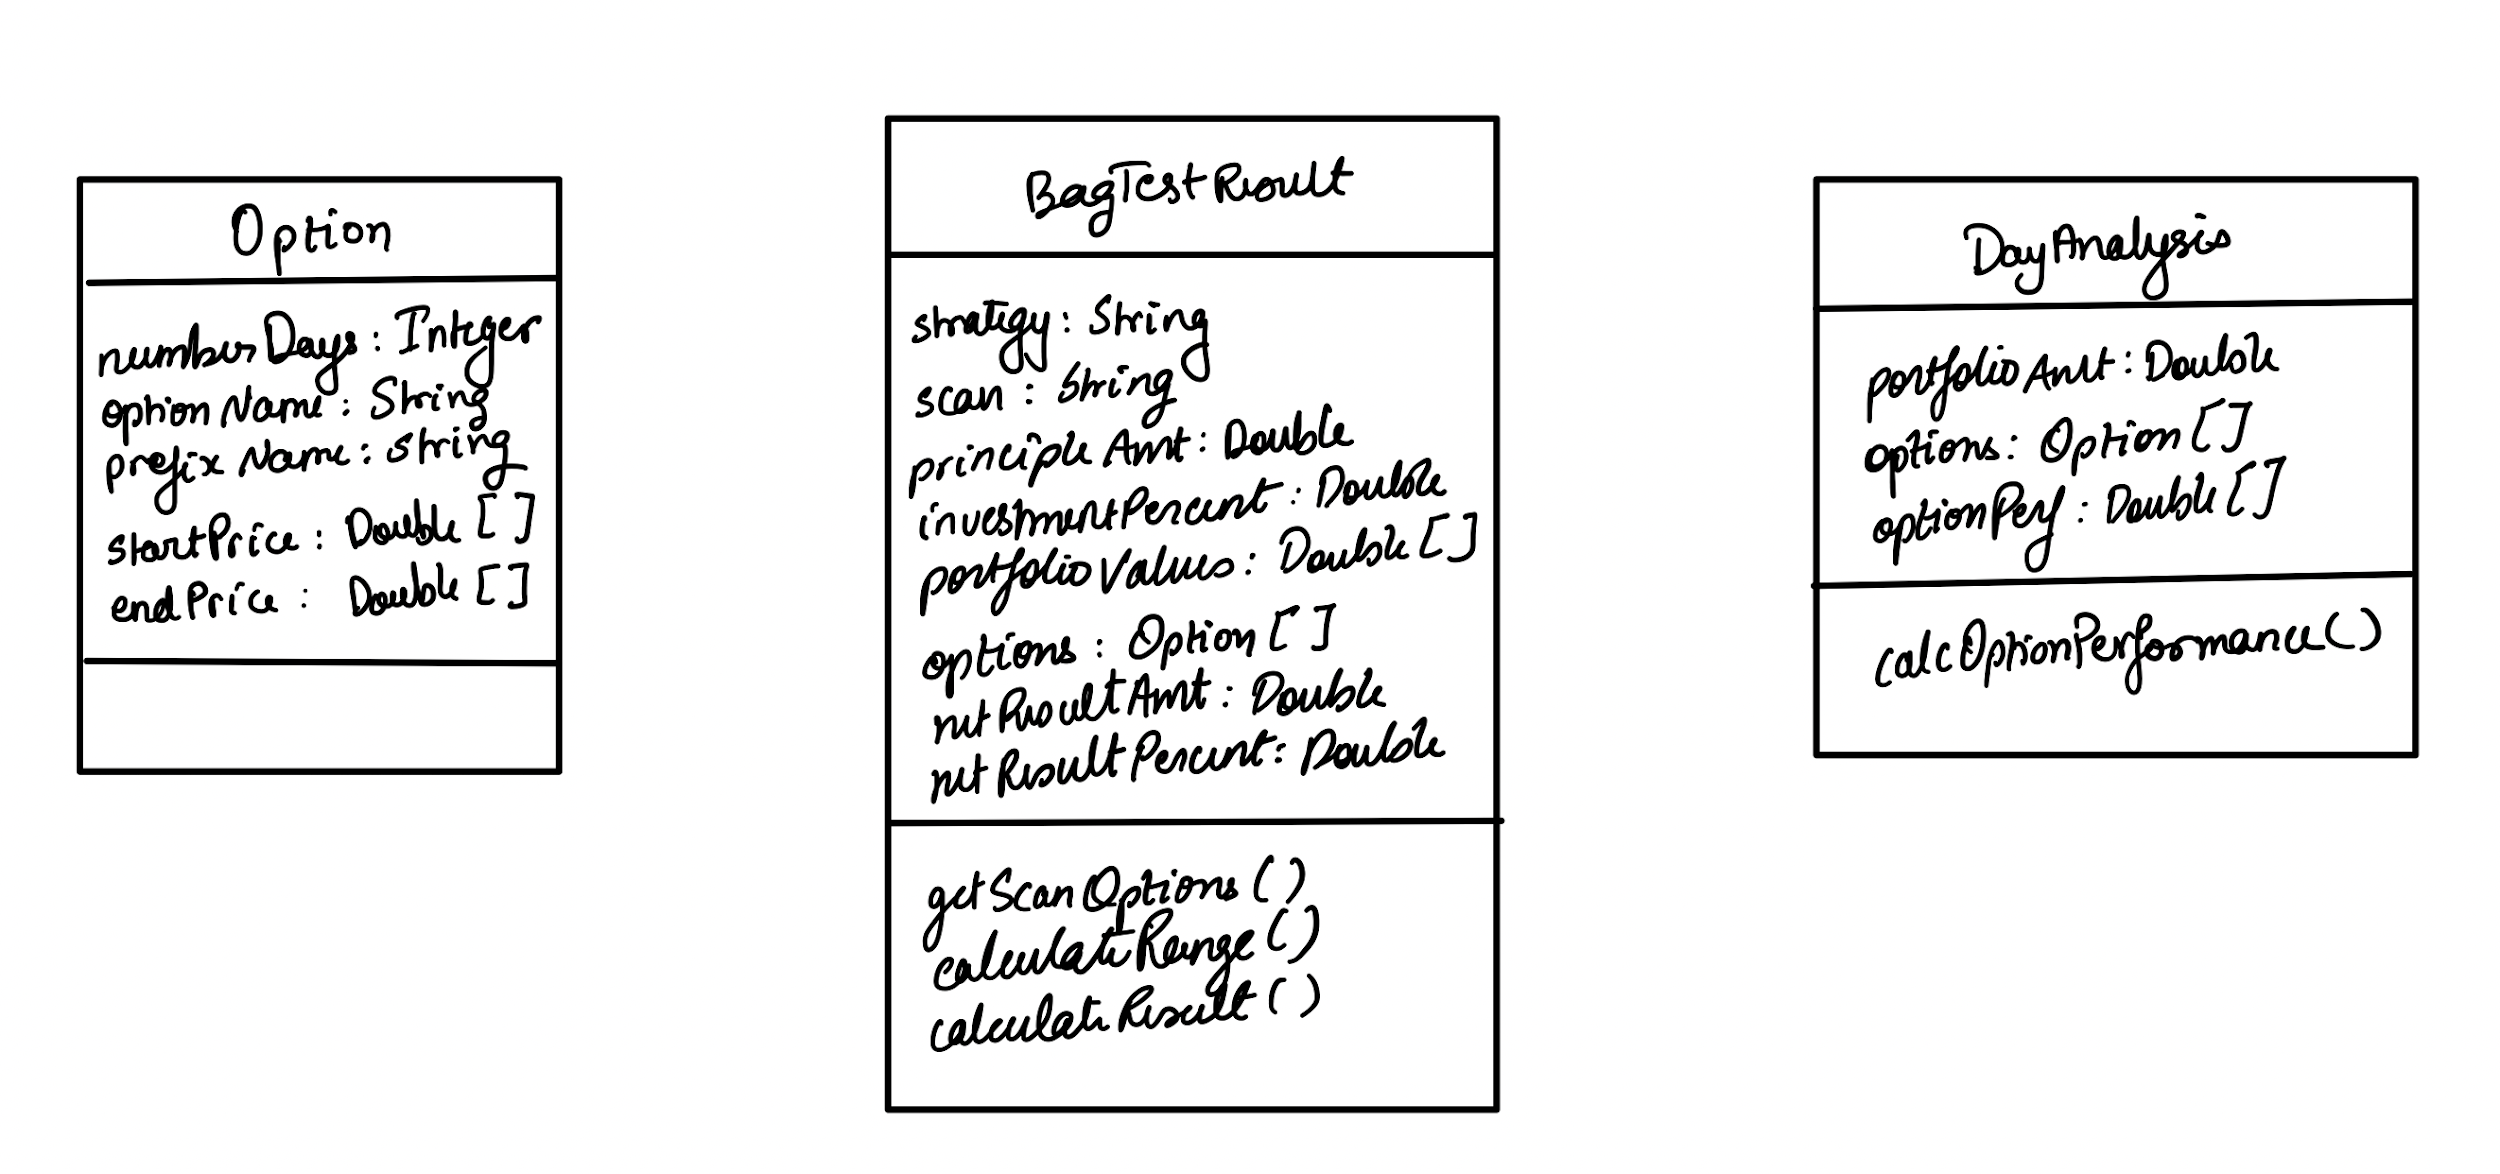 Option
numberDays : Integer
optionName : String
prefixName : String
startPrice : Double []
endPrice : Double []
BagTestResult
strategy : String
scan : String
principleAmt : Double
investmentPercent : Double
portfolioValues : Double []
options : Option []
netResultAmt : Double
netResultPercent : Double
getScanOptions ()
calculateRange ()
calculateResult ()
DayAnalysis
portfolioAmt : Double
options : Option []
optionPerf : Double []
calcOptionPerformance ()